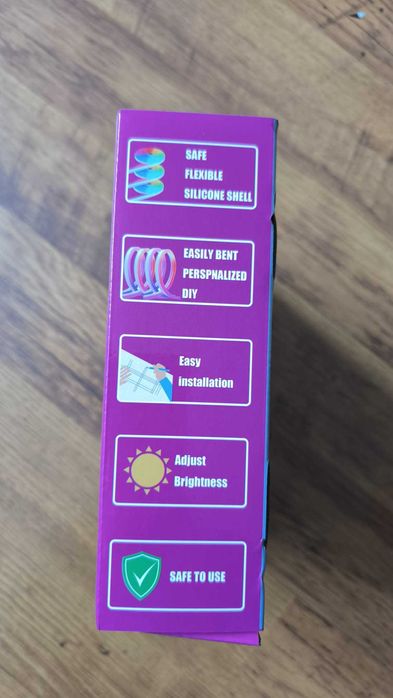 SAFE
FLEXIBLE
SILICONE SHELL
EASILY BENT
PERSPNALIZED
DIY
Easy
installation
Adjust
Brightness
SAFE TO USE